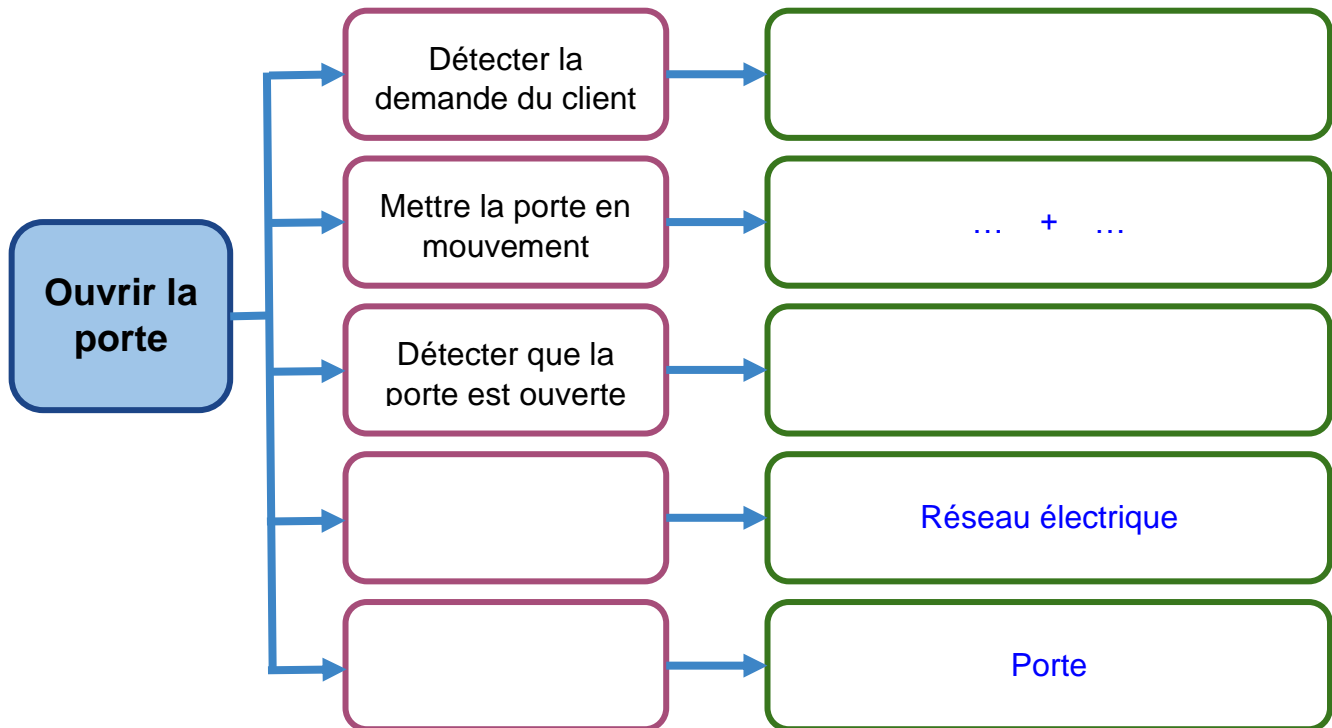 Détecter la
demande du client
Mettre la porte en
mouvement
… + …
Ouvrir la
porte
Détecter que la
porte est ouverte
Réseau électrique
Porte